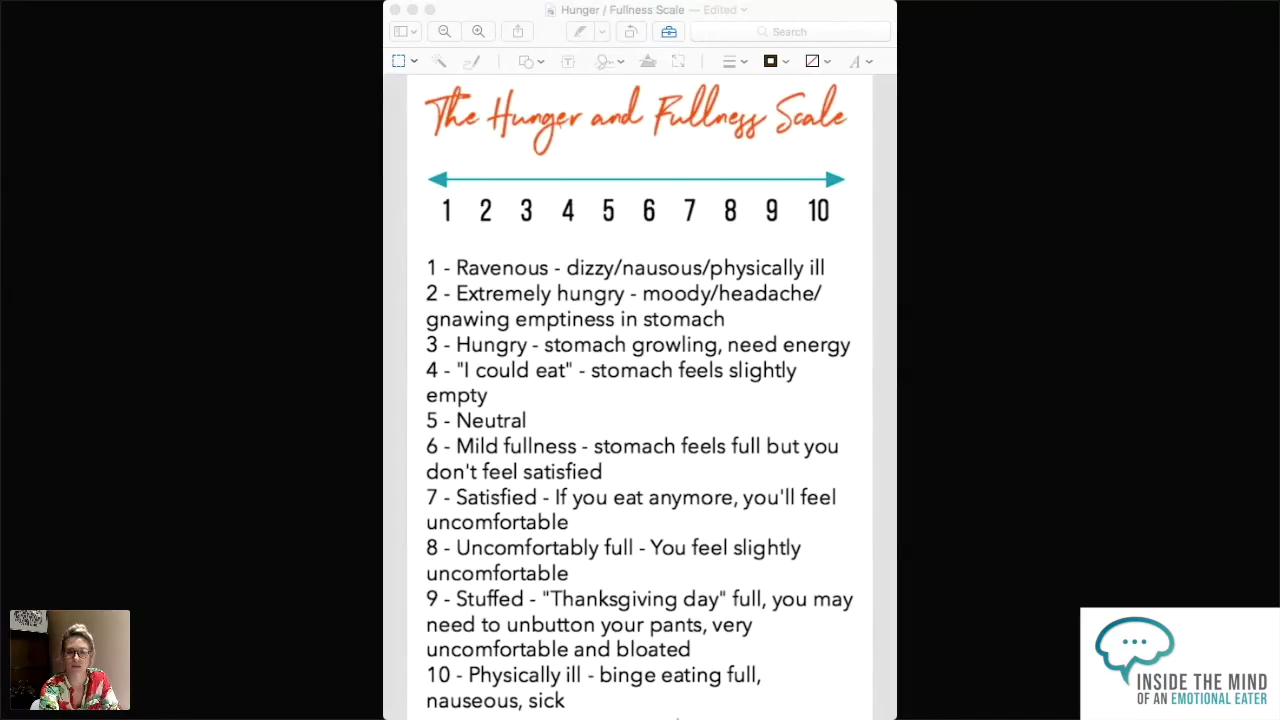 Hunger / Fullness Scale — Edited
Search
The Hunger and Fullness Scale
1 2 3 4 5 6 7 8 9 10
1 - Ravenous - dizzy/nausous/physically ill
2 - Extremely hungry - moody/headache/
gnawing emptiness in stomach
3 - Hungry - stomach growling, need energy
4 - "I could eat" - stomach feels slightly
empty
5 - Neutral
6 - Mild fullness - stomach feels full but you
don't feel satisfied
7 - Satisfied - If you eat anymore, you'll feel
uncomfortable
8 - Uncomfortably full - You feel slightly
uncomfortable
9 - Stuffed - "Thanksgiving day" full, you may
need to unbutton your pants, very
uncomfortable and bloated
10 - Physically ill - binge eating full,
nauseous, sick
INSIDE THE MIND
OF AN EMOTIONAL EATER